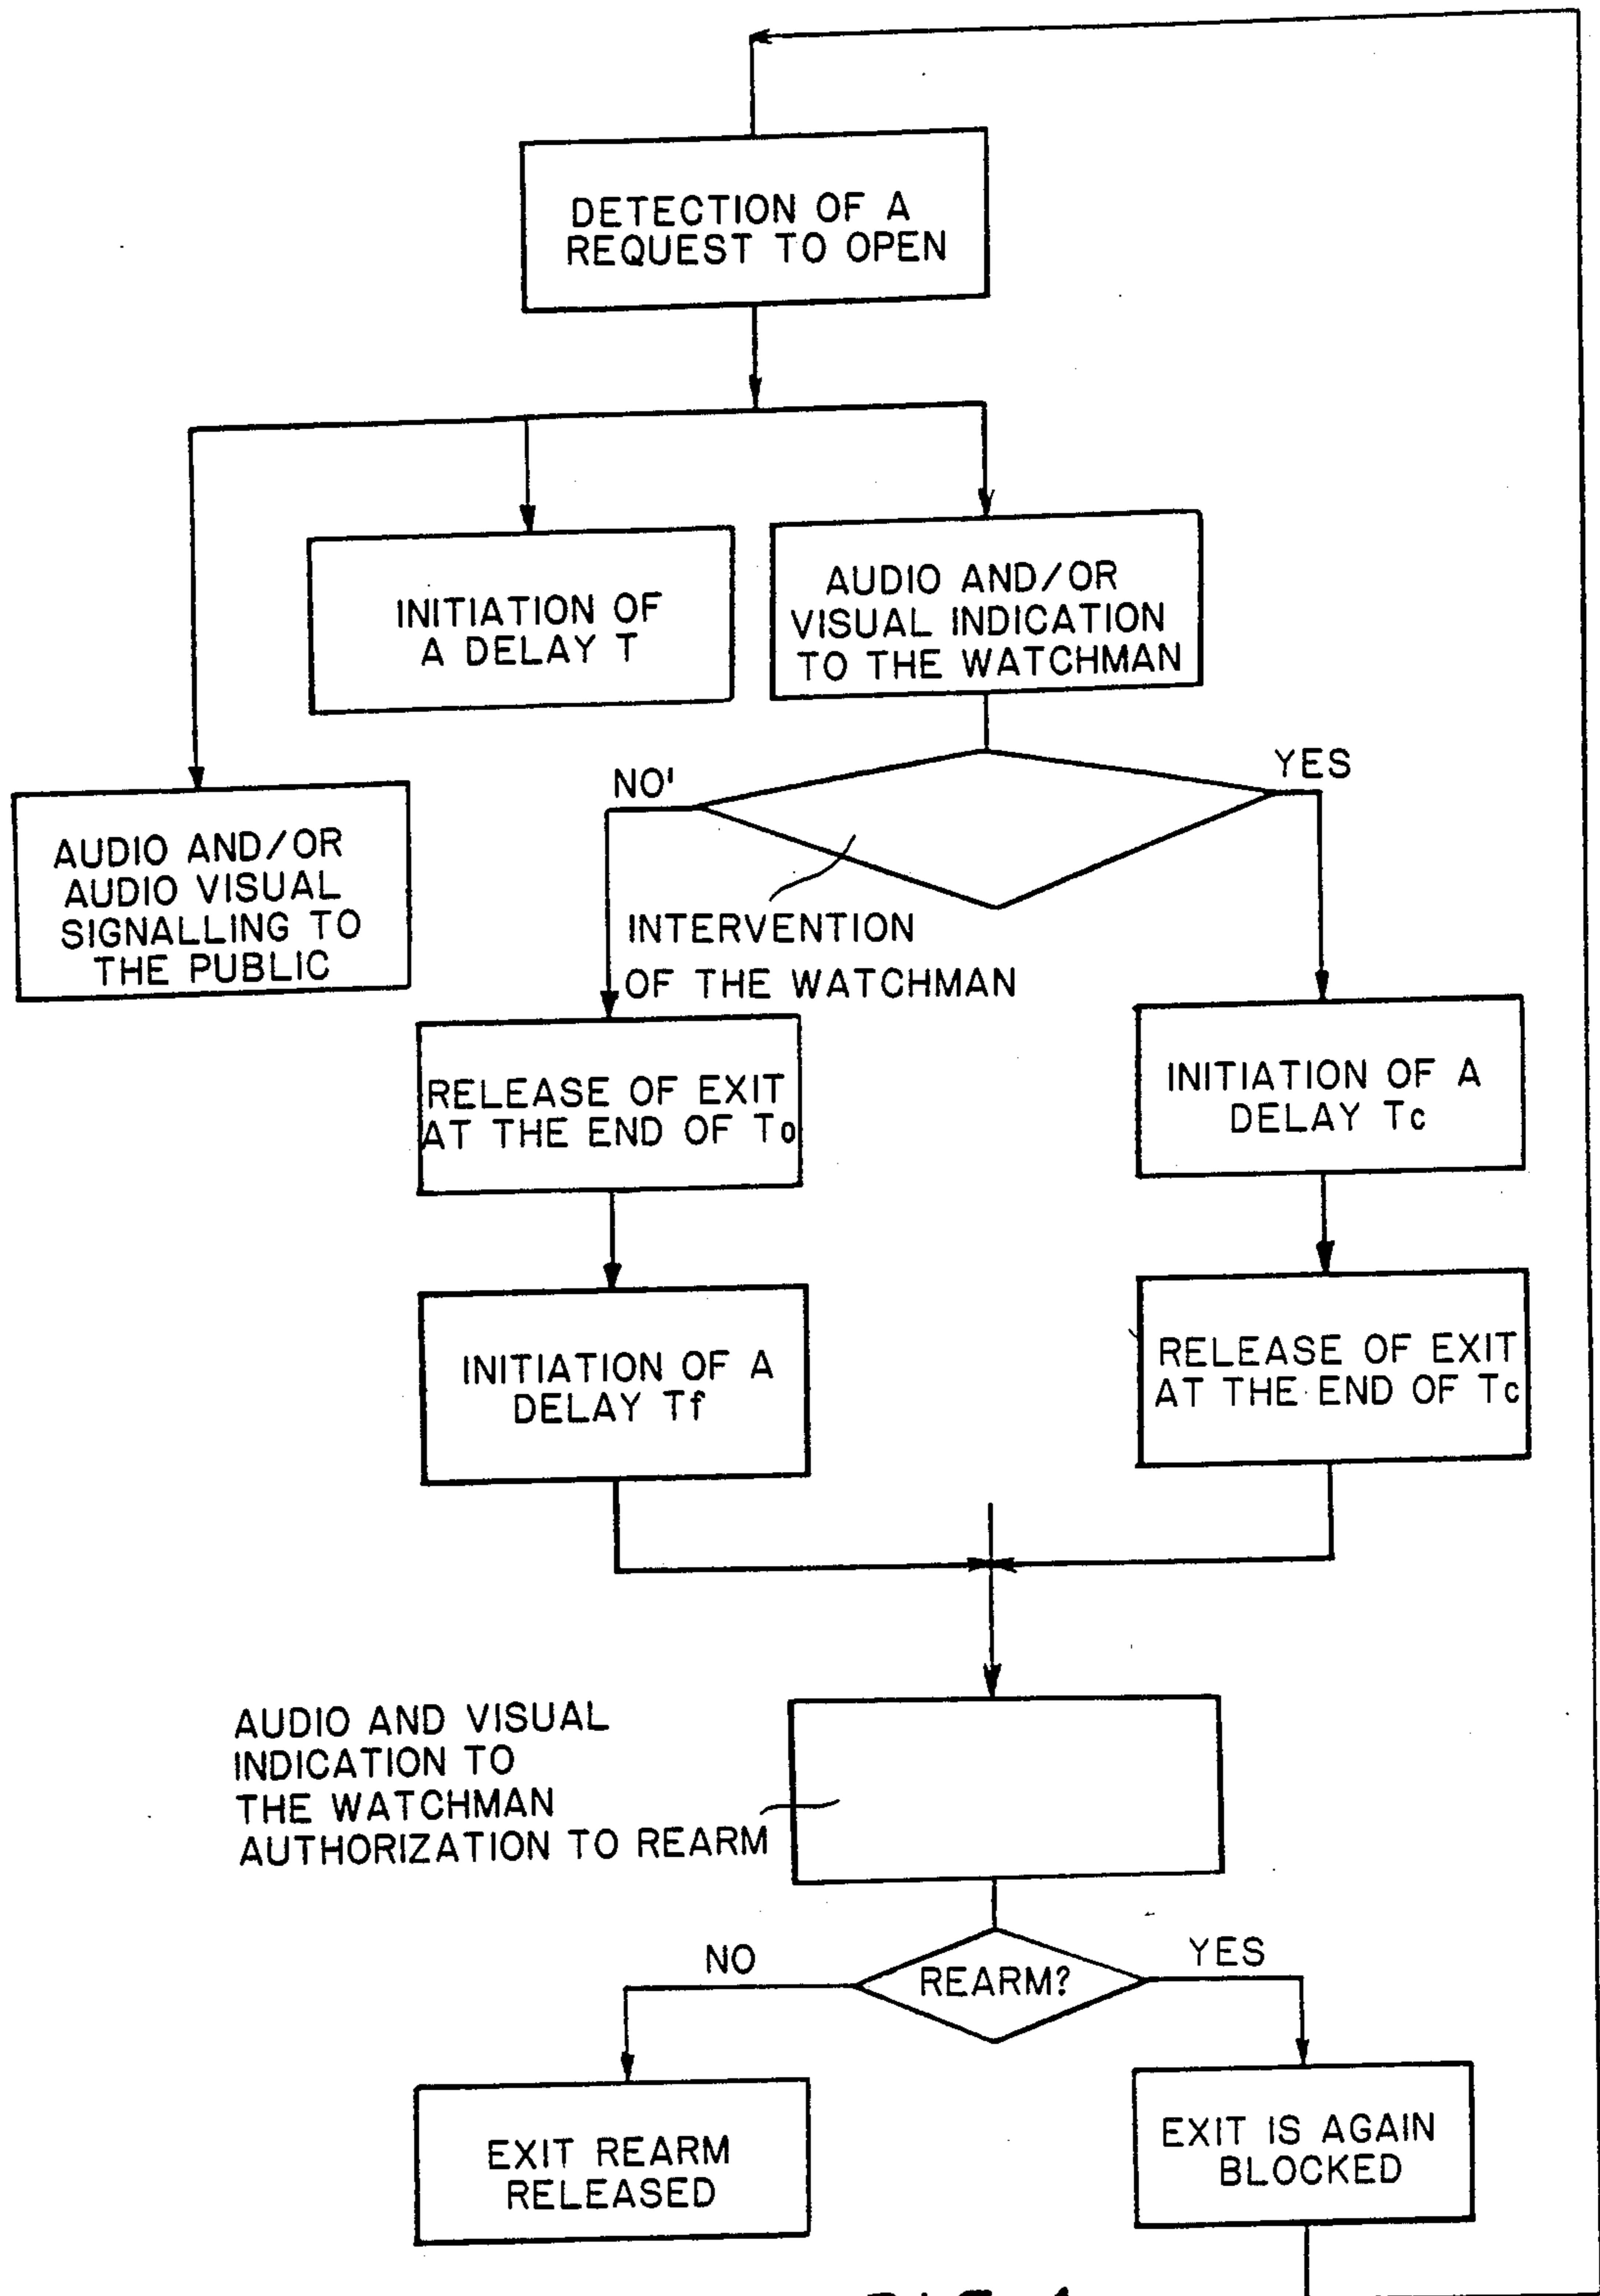 DETECTION OF A
REQUEST TO OPEN
INITIATION OF
A DELAY T
AUDIO AND/OR
VISUAL INDICATION
TO THE WATCHMAN
NO'
YES
AUDIO AND/OR
AUDIO VISUAL
SIGNALLING TO
THE PUBLIC
INTERVENTION
OF THE WATCHMAN
RELEASE OF EXIT
AT THE END OF To
INITIATION OF A
DELAY Tc
INITIATION OF A
DELAY Tf
RELEASE OF EXIT
AT THE END OF Tc
AUDIO AND VISUAL
INDICATION TO
THE WATCHMAN
AUTHORIZATION TO REARM
NO
REARM?
YES
EXIT REARM
RELEASED
EXIT IS AGAIN
BLOCKED